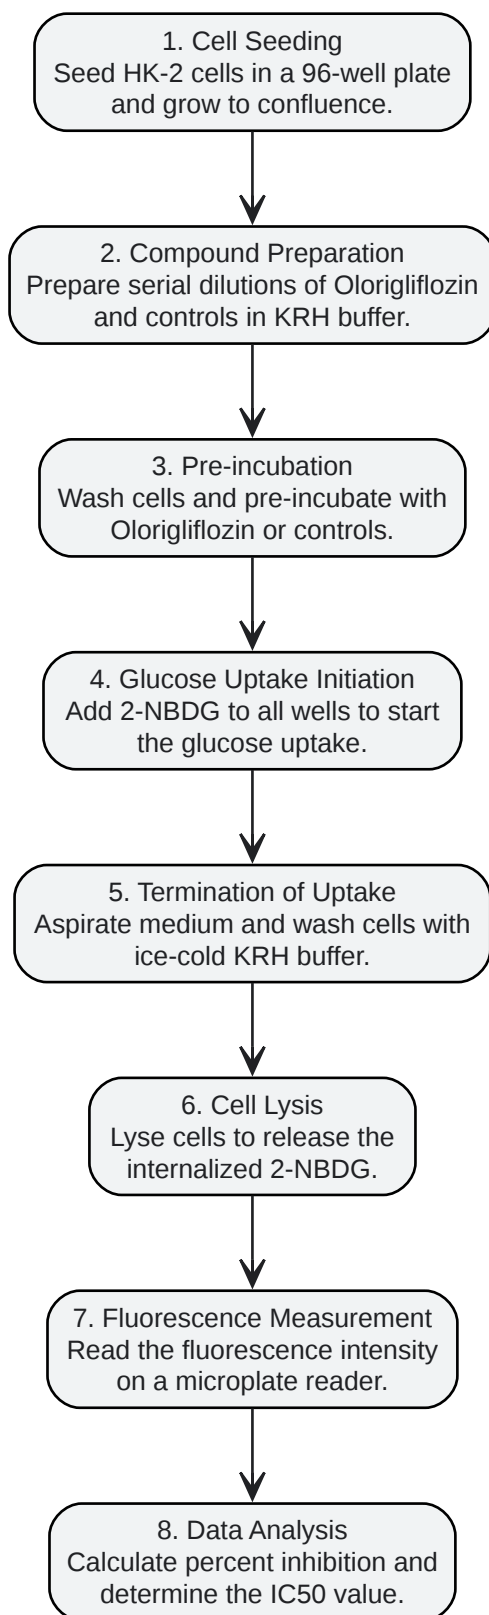 1. Cell Seeding
Seed HK-2 cells in a 96-well plate
and grow to confluence.
2. Compound Preparation
Prepare serial dilutions of Olorigliflozin
and controls in KRH buffer.
3. Pre-incubation
Wash cells and pre-incubate with
Olorigliflozin or controls.
4. Glucose Uptake Initiation
Add 2-NBDG to all wells to start
the glucose uptake.
5. Termination of Uptake
Aspirate medium and wash cells with
ice-cold KRH buffer.
6. Cell Lysis
Lyse cells to release the
internalized 2-NBDG.
7. Fluorescence Measurement
Read the fluorescence intensity
on a microplate reader.
8. Data Analysis
Calculate percent inhibition and
determine the IC50 value.